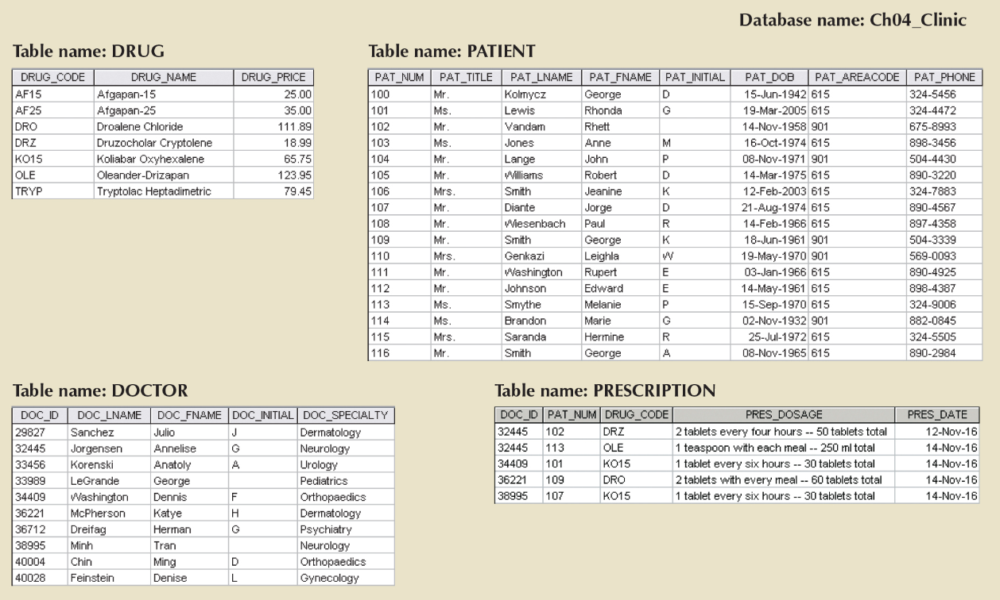 Database name: Ch04_Clinic
Table name: DRUG
DRUG_CODE DRUG_NAME DRUG_PRICE
AF15 Afgapan-15 25.00
AF25 Afgapan-25 35.00
DRO Droalene Chloride 111.89
DRZ Druzocholar Cryptolene 18.99
KO15 Koliabar Oxyhexalene 65.75
OLE Oleander-Drizapan 123.95
TRYP Tryptolac Heptadimetric 79.45
Table name: PATIENT
PAT_NUM PAT_TITLE PAT_LNAME PAT_FNAME PAT_INITIAL PAT_DOB PAT_AREACODE PAT_PHONE
100 Mr. Kolmycz George D 15-Jun-1942 615 324-5456
101 Ms. Lewis Rhonda G 19-Mar-2005 615 324-4472
102 Mr. Vandam Rhett 14-Nov-1958 901 675-8993
103 Ms. Jones Anne M 16-Oct-1974 615 898-3456
104 Mr. Lange John P 08-Nov-1971 901 504-4430
105 Mr. Williams Robert D 14-Mar-1975 615 890-3220
106 Mrs. Smith Jeanine K 12-Feb-2003 615 324-7883
107 Mr. Diante Jorge D 21-Aug-1974 615 890-4567
108 Mr. Wiesenbach Paul R 14-Feb-1966 615 897-4358
109 Mr. Smith George K 18-Jun-1961 901 504-3339
110 Mrs. Genkazi Leighla W 19-May-1970 901 569-0093
111 Mr. Washington Rupert E 03-Jan-1966 615 890-4925
112 Mr. Johnson Edward E 14-May-1961 615 898-4387
113 Ms. Smythe Melanie P 15-Sep-1970 615 324-9006
114 Ms. Brandon Marie G 02-Nov-1932 901 882-0845
115 Mrs. Saranda Hermine R 25-Jul-1972 615 324-5505
116 Mr. Smith George A 08-Nov-1965 615 890-2984
Table name: DOCTOR
DOC_ID DOC_LNAME DOC_FNAME DOC_INITIAL DOC_SPECIALTY
29827 Sanchez Julio J Dermatology
32445 Jorgensen Annelise G Neurology
33456 Korenski Anatoly A Urology
33989 LeGrande George Pediatrics
34409 Washington Dennis F Orthopaedics
36221 McPherson Katye H Dermatology
36712 Dreifag Herman G Psychiatry
38995 Minh Tran Neurology
40004 Chin Ming D Orthopaedics
40028 Feinstein Denise L Gynecology
Table name: PRESCRIPTION
DOC_ID PAT_NUM DRUG_CODE PRES_DOSAGE PRES_DATE
32445 102 DRZ 2 tablets every four hours -- 50 tablets total 12-Nov-16
32445 113 OLE 1 teaspoon with each meal -- 250 ml total 14-Nov-16
34409 101 KO15 1 tablet every six hours -- 30 tablets total 14-Nov-16
36221 109 DRO 2 tablets with every meal -- 60 tablets total 14-Nov-16
38995 107 KO15 1 tablet every six hours -- 30 tablets total 14-Nov-16